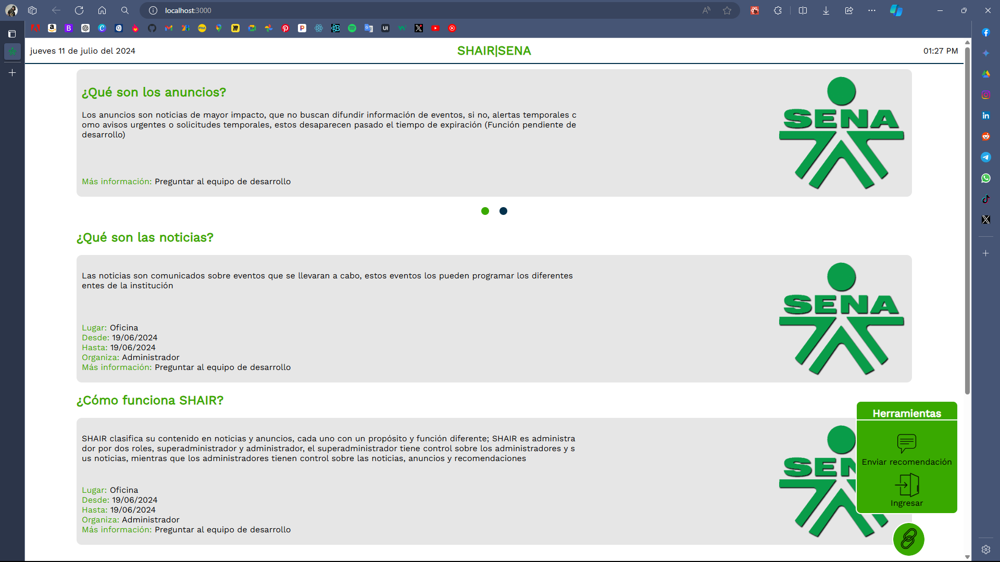 localhost:3000
jueves 11 de julio del 2024
SHAIR|SENA
01:27 PM
¿Qué son los anuncios?
Los anuncios son noticias de mayor impacto, que no buscan difundir información de eventos, si no, alertas temporales c
omo avisos urgentes o solicitudes temporales, estos desaparecen pasado el tiempo de expiración (Función pendiente de
desarrollo)
Más información: Preguntar al equipo de desarrollo
SENA
¿Qué son las noticias?
Las noticias son comunicados sobre eventos que se llevaran a cabo, estos eventos los pueden programar los diferentes
entes de la institución
Lugar: Oficina
Desde: 19/06/2024
Hasta: 19/06/2024
Organiza: Administrador
Más información: Preguntar al equipo de desarrollo
SENA
¿Cómo funciona SHAIR?
SHAIR clasifica su contenido en noticias y anuncios, cada uno con un propósito y función diferente; SHAIR es administra
dor por dos roles, superadministrador y administrador, el superadministrador tiene control sobre los administradores y s
us noticias, mientras que los administradores tienen control sobre las noticias, anuncios y recomendaciones
Lugar: Oficina
Desde: 19/06/2024
Hasta: 19/06/2024
Organiza: Administrador
Más información: Preguntar al equipo de desarrollo
SEN
Herramientas
Enviar recomendación
Ingresar